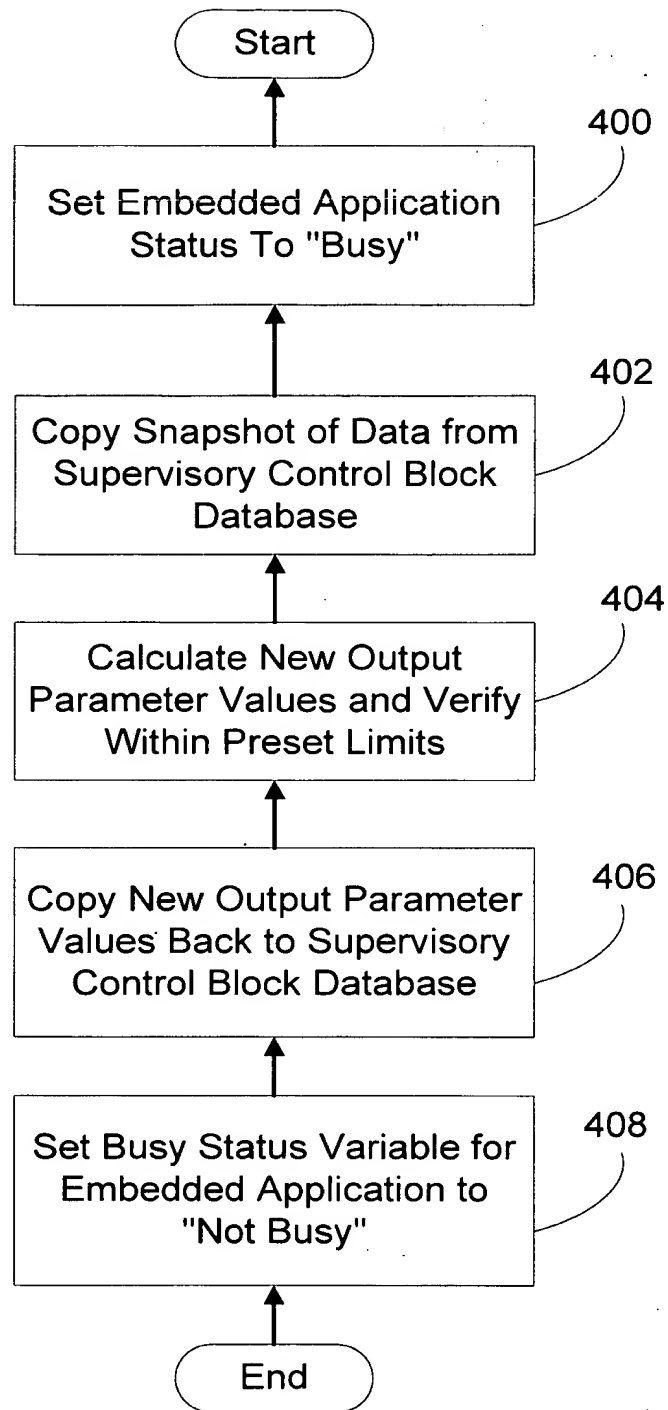 Start
400
Set Embedded Application
Status To "Busy"
402
Copy Snapshot of Data from
Supervisory Control Block
Database
404
Calculate New Output
Parameter Values and Verify
Within Preset Limits
406
Copy New Output Parameter
Values Back to Supervisory
Control Block Database
408
Set Busy Status Variable for
Embedded Application to
"Not Busy"
End